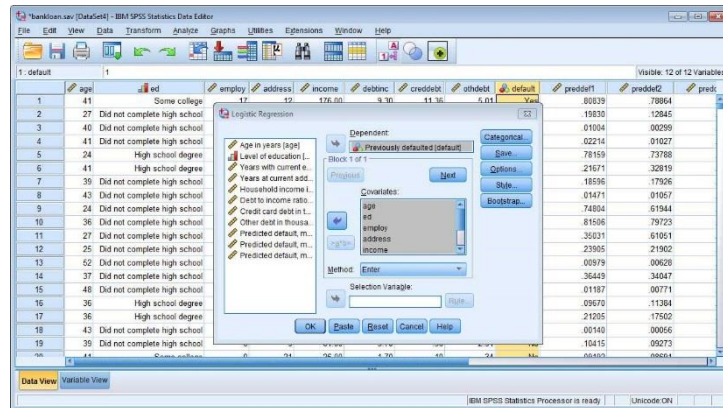 *bankloan.sav [DataSet4] - IBM SPSS Statistics Data Editor
File Edit View Data Transform Analyze Graphs Utilities Extensions Window Help
1 : default 1 Visible: 12 of 12 Variables
age ed employ address income debtinc creddebt othdebt default preddef1 preddef2
1 41 Some college 17 12 176.00 9.30 11.36 5.01 Yes .80839 .78864
2 27 Did not complete high school .19830 .12845
3 40 Did not complete high school .01004 .00299
4 41 Did not complete high school .02214 .01027
5 24 High school degree .78159 .73788
6 41 High school degree .21671 .32819
7 39 Did not complete high school .18596 .17926
8 43 Did not complete high school .01471 .01057
9 24 Did not complete high school .74804 .61944
10 36 Did not complete high school .81506 .79723
11 27 Did not complete high school .35031 .61051
12 25 Did not complete high school .23905 .21902
13 52 Did not complete high school .00979 .00628
14 37 Did not complete high school .36449 .34047
15 48 Did not complete high school .01187 .00771
16 36 High school degree .09670 .11384
17 36 High school degree .21205 .17502
18 43 Did not complete high school .00140 .00056
19 39 Did not complete high school .10415 .09273
Logistic Regression
Age in years [age]
Level of education [...
Years with current e...
Years at current add...
Household income i...
Debt to income ratio...
Credit card debt in t...
Other debt in thousa...
Predicted default, m...
Predicted default, m...
Predicted default, m...
Dependent:
Previously defaulted [default]
Block 1 of 1
Previous Next
Covariates:
age
ed
employ
address
income
>a*b>
Method: Enter
Selection Variable:
Rule...
Categorical...
Save...
Options...
Style...
Bootstrap...
OK Paste Reset Cancel Help
Data View Variable View
IBM SPSS Statistics Processor is ready Unicode:ON